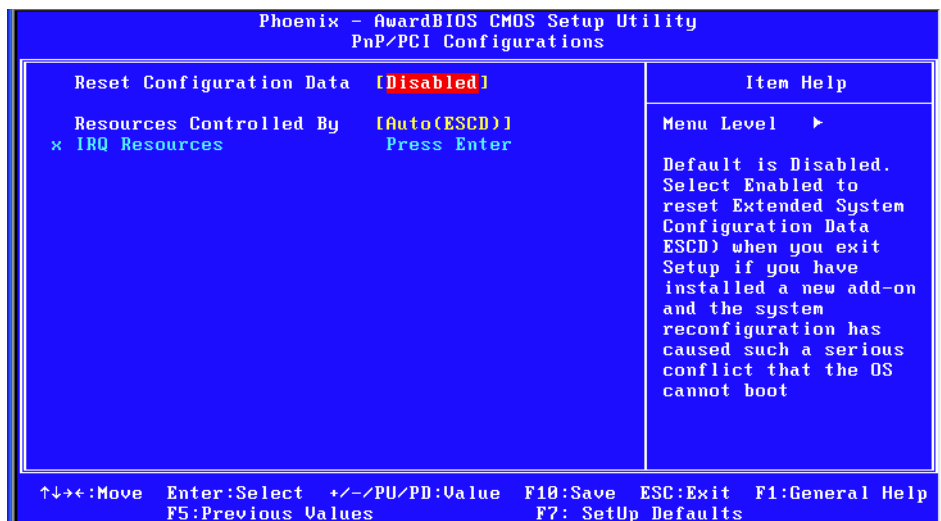 Phoenix - AwardBIOS CMOS Setup Utility
PnP/PCI Configurations
Reset Configuration Data [Disabled]
Resources Controlled By [Auto(ESCD)]
x IRQ Resources Press Enter
Item Help
Menu Level ►
Default is Disabled.
Select Enabled to
reset Extended System
Configuration Data
ESCD) when you exit
Setup if you have
installed a new add-on
and the system
reconfiguration has
caused such a serious
conflict that the OS
cannot boot
↑↓→←:Move Enter:Select +/-/PU/PD:Value F10:Save ESC:Exit F1:General Help
F5:Previous Values F7: SetUp Defaults